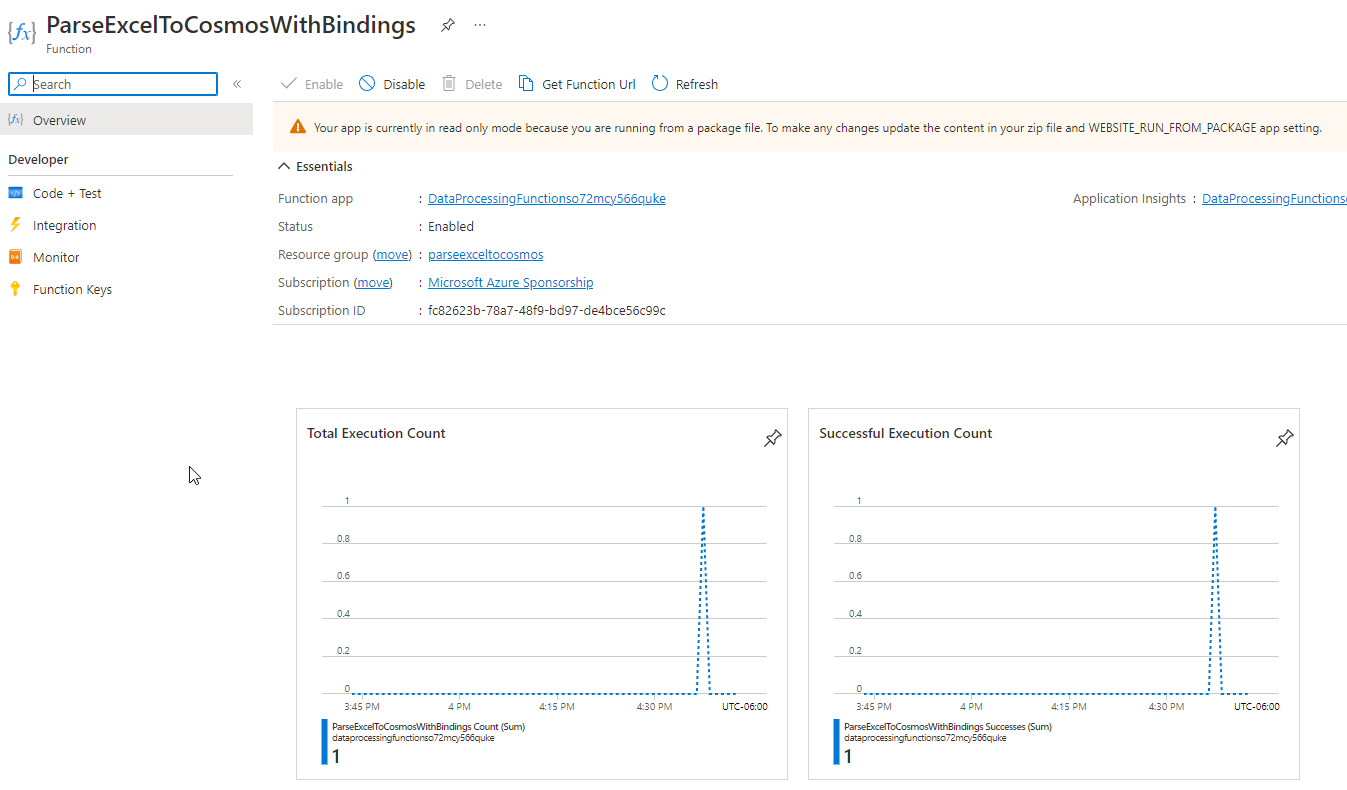 ParseExcelToCosmosWithBindings
Function
Search
Overview
Developer
Code + Test
Integration
Monitor
Function Keys
Enable Disable Delete Get Function Url Refresh
Your app is currently in read only mode because you are running from a package file. To make any changes update the content in your zip file and WEBSITE_RUN_FROM_PACKAGE app setting.
Essentials
Function app : DataProcessingFunctionso72mcy566quke
Application Insights : DataProcessingFunctionso
Status : Enabled
Resource group (move) : parseexceltocosmos
Subscription (move) : Microsoft Azure Sponsorship
Subscription ID : fc82623b-78a7-48f9-bd97-de4bce56c99c
Total Execution Count
1
0.8
0.6
0.4
0.2
0
3:45 PM 4 PM 4:15 PM 4:30 PM UTC-06:00
ParseExcelToCosmosWithBindings Count (Sum)
dataprocessingfunctionso72mcy566quke
1
Successful Execution Count
1
0.8
0.6
0.4
0.2
0
3:45 PM 4 PM 4:15 PM 4:30 PM UTC-06:00
ParseExcelToCosmosWithBindings Successes (Sum)
dataprocessingfunctionso72mcy566quke
1